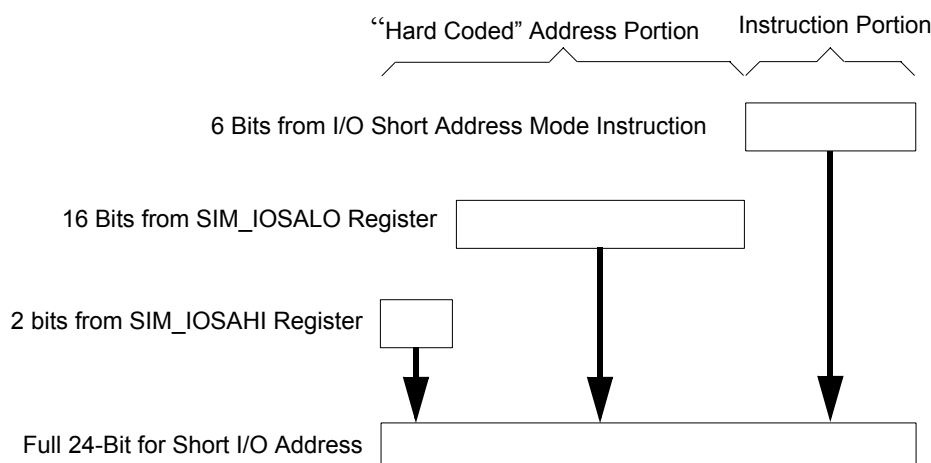 “Hard Coded” Address Portion
Instruction Portion
6 Bits from I/O Short Address Mode Instruction
16 Bits from SIM_IOSALO Register
2 bits from SIM_IOSAHI Register
Full 24-Bit for Short I/O Address